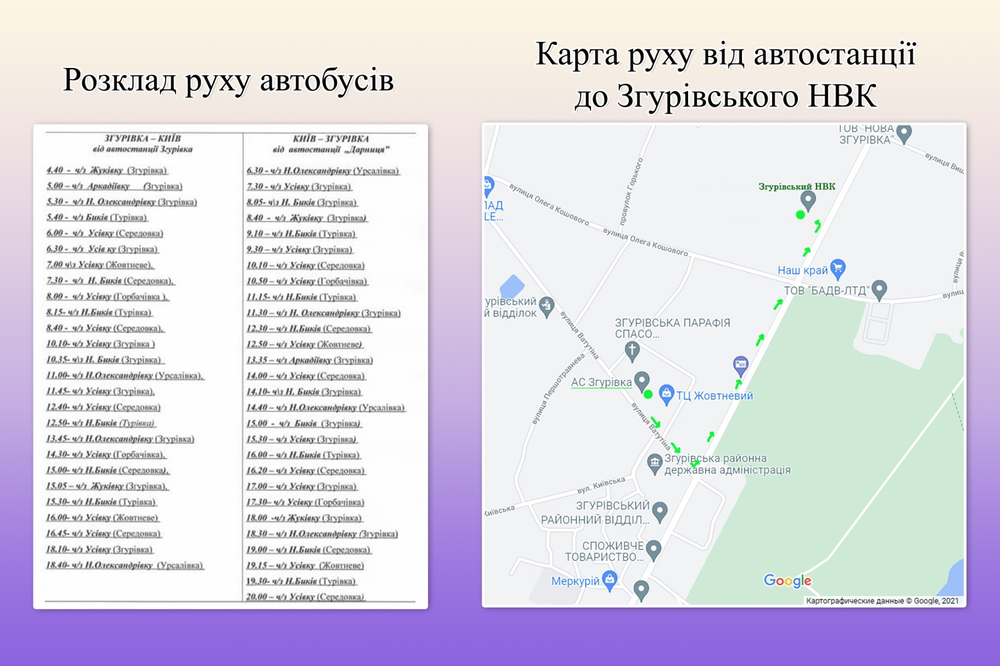 Розклад руху автобусів
ЗГУРІВКА – КИЇВ
від автостанції Згурівка
4.40 - ч/з Жуківку (Згурівка)
5.00 – ч/з Аркадіївку (Згурівка)
5.30 - ч/з Н. Олександрівку (Згурівка)
5.40 - ч/з Биків (Турівка)
6.00 - ч/з Усівку (Середовка)
6.30 - ч/з Усів ку (Згурівка)
7.00 ч\з Усівку (Жовтневе),
7.30 - ч/з Н. Биків (Середовка),
8.00 - ч/з Усівку (Горбачівка ),
8.15- ч/з Н.Биків (Турівка)
8.40 - ч/з Усівку (Середовка),
10.10- ч/з Усівку (Згурівка )
10.35- ч\з Н. Биків (Згурівка)
11.00- ч/з Н.Олександрівку (Урсалівка),
11.45- ч/з Усівку (Згурівка),
12.40- ч/з Усівку (Середовка)
12.50- ч/з Н.Биків (Турівка)
13.45- ч/з Н.Олександрівку (Згурівка)
14.30- ч/з Усівку (Горбачівка),
15.00- ч/з Н.Биків (Середовка),
15.05 – ч/з Жуківку (Згурівка),
15.30- ч/з Н.Биків (Турівка)
16.00- ч/з Усівку (Жовтневе)
16.45- ч/з Усівку (Середовка)
18.10- ч/з Усівку (Згурівка)
18.40- ч/з Н.Олександрівку (Урсалівка)
КИЇВ – ЗГУРІВКА
від автостанції „Дарниця”
6.30 - ч/з Н.Олександрівку (Урсалівка)
7.30 - ч/з Усівку (Згурівка)
8.05- ч\з Н. Биків (Згурівка)
8.40 - ч/з Жуківку (Згурівка)
9.10 – ч/з Н.Биків (Турівка)
9.30 – ч/з Усівку (Згурівка)
10.10 – ч/з Усівку (Середовка)
10.50 – ч/з Усівку (Горбачівка)
11.15- ч/з Н.Биків (Турівка)
11.30 – ч/з Н. Олександрівку (Згурівка)
12.30 – ч/з Н.Биків (Середовка)
12.50 – ч/з Усівку (Жовтневе)
13.35 – ч/з Аркадіївку (Згурівка)
14.00 – ч/з Усівку (Середовка)
14.10- ч\з Н. Биків (Згурівка)
14.40 – ч/з Н.Олександрівку (Урсалівка)
15.00 - ч/з Биків (Згурівка)
15.30 – ч/з Усівку (Згурівка)
16.00 – ч/з Н.Биків (Турівка)
16.20 – ч/з Усівку (Середовка)
17.00 – ч/з Усівку (Згурівка)
17.30– ч/з Усівку (Горбачівка)
18.00 -ч/з Жуківку (Згурівка)
18.30 – ч/з Н.Олександрівку (Згурівка)
19.00 – ч/з Н.Биків (Середовка)
19.15 – ч/з Усівку (Жовтневе)
19.30- ч/з Н.Биків (Турівка)
20.00 – ч/з Усівку (Середовка)
Карта руху від автостанції
до Згурівського НВК
ТОВ "НОВА
ЗГУРІВКА"
вулиця Виш
Згурівський НВК
провулок Горького
вулиця Олега Кошового
вулиця Олега Кошового
ЛАД
LE...
Наш край
ТОВ "БАДВ-ЛТД"
вулиц
вулиця я.
урівський
й відділок
вулиця Ватутіна
ЗГУРІВСЬКА ПАРАФІЯ
СПАСО...
вулиця Першотравнева
АС Згурівка
ТЦ Жовтневий
вулиця Ватутіна
Згурівська районна
державна адміністрація
вул. Київська
Київська
ЗГУРІВСЬКИЙ
РАЙОННИЙ ВІДДІЛ...
СПОЖИВЧЕ
ТОВАРИСТВО...
Меркурій
Google
Картографические данные © Google, 2021